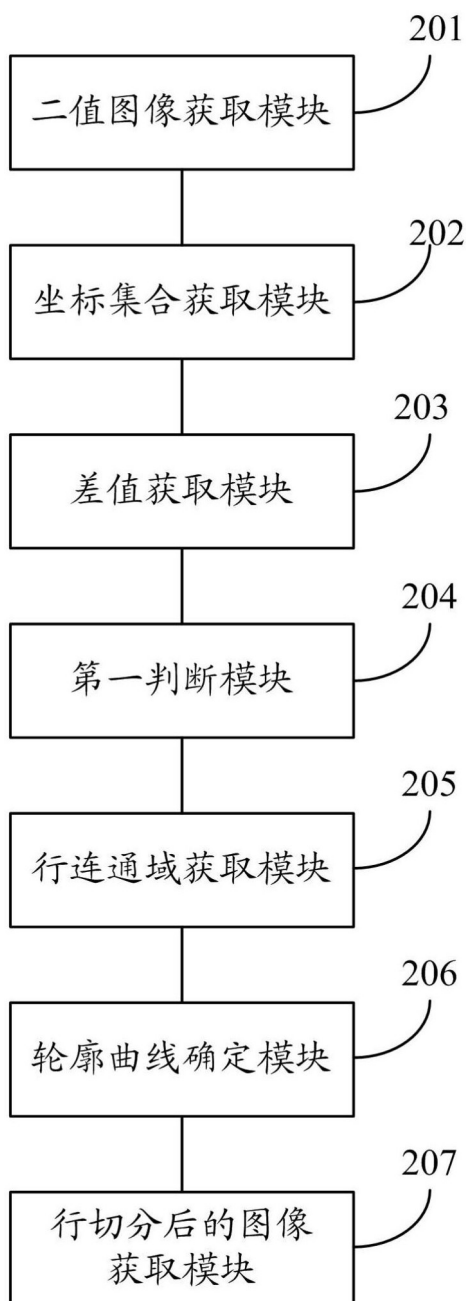 201
二值图像获取模块
202
坐标集合获取模块
203
差值获取模块
204
第一判断模块
205
行连通域获取模块
206
轮廓曲线确定模块
207
行切分后的图像
获取模块